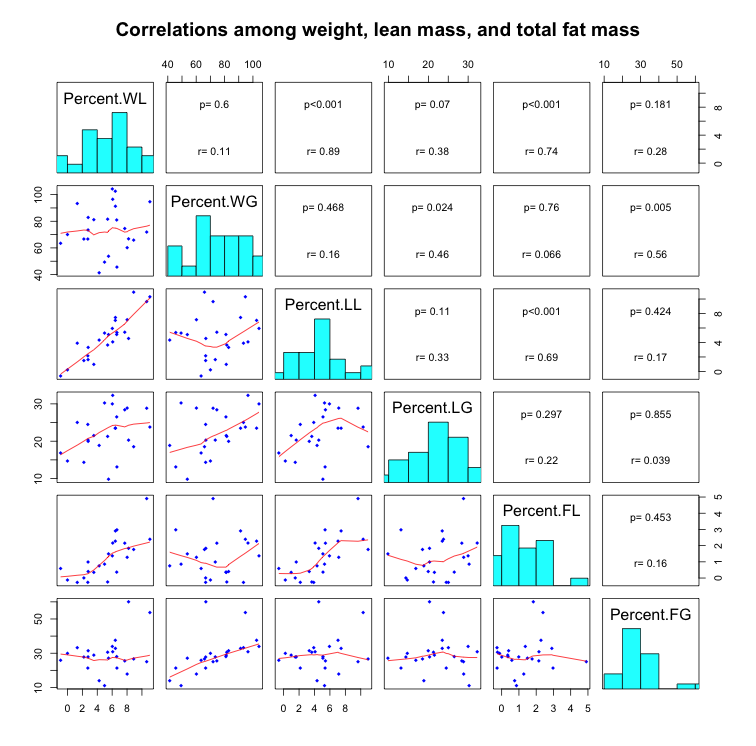 Correlations among weight, lean mass, and total fat mass
40 60 80 100
10 20 30
10 30 50
Percent.WL
p= 0.6
r= 0.11
p<0.001
r= 0.89
p= 0.07
r= 0.38
p<0.001
r= 0.74
p= 0.181
r= 0.28
0 4 8
40 60 80 100
Percent.WG
p= 0.468
r= 0.16
p= 0.024
r= 0.46
p= 0.76
r= 0.066
p= 0.005
r= 0.56
Percent.LL
p= 0.11
r= 0.33
p<0.001
r= 0.69
p= 0.424
r= 0.17
0 4 8
10 20 30
Percent.LG
p= 0.297
r= 0.22
p= 0.855
r= 0.039
Percent.FL
p= 0.453
r= 0.16
0 1 2 3 4 5
10 30 50
Percent.FG
0 2 4 6 8
0 2 4 6 8
0 1 2 3 4 5